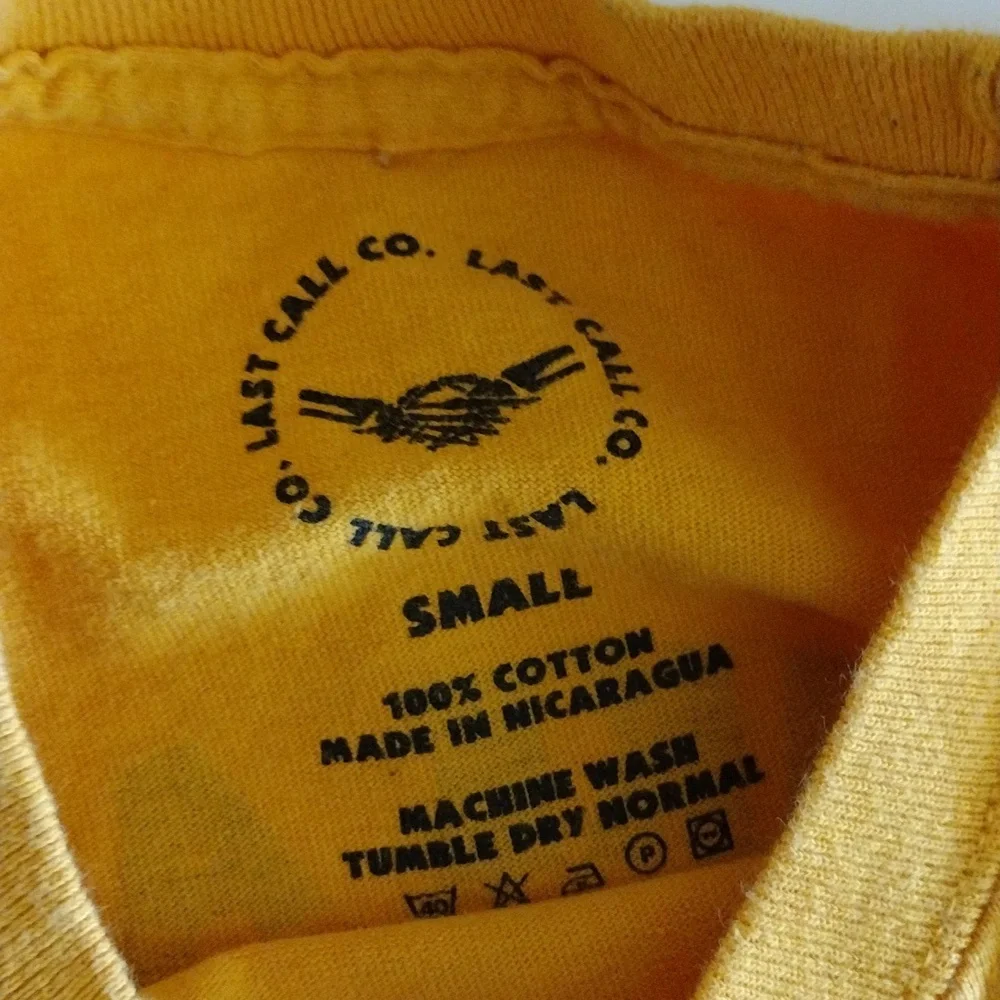 LAST CALL CO. LAST CALL CO. LAST CALL CO.
SMALL
100% COTTON
MADE IN NICARAGUA
MACHINE WASH
TUMBLE DRY NORMAL
40 P